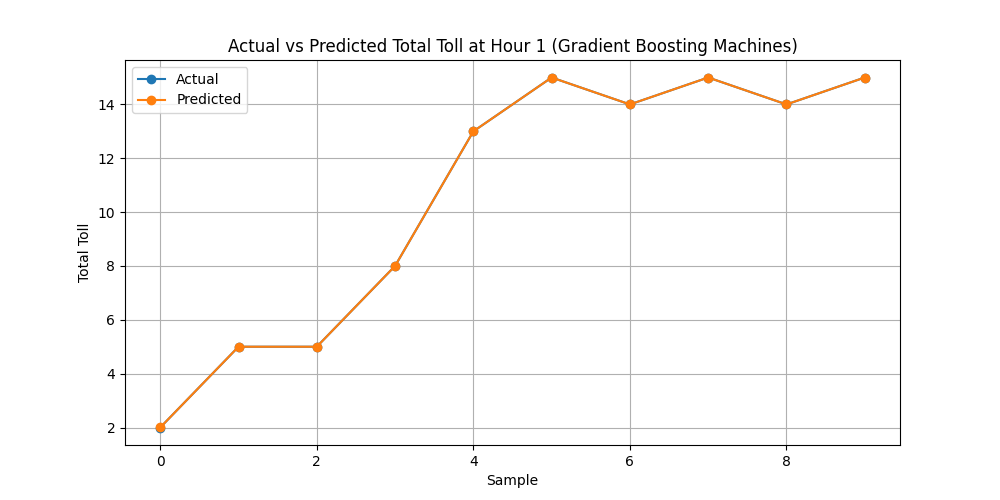 Actual vs Predicted Total Toll at Hour 1 (Gradient Boosting Machines)
Actual
Predicted
14
12
10
8
6
4
2
Total Toll
0 2 4 6 8
Sample